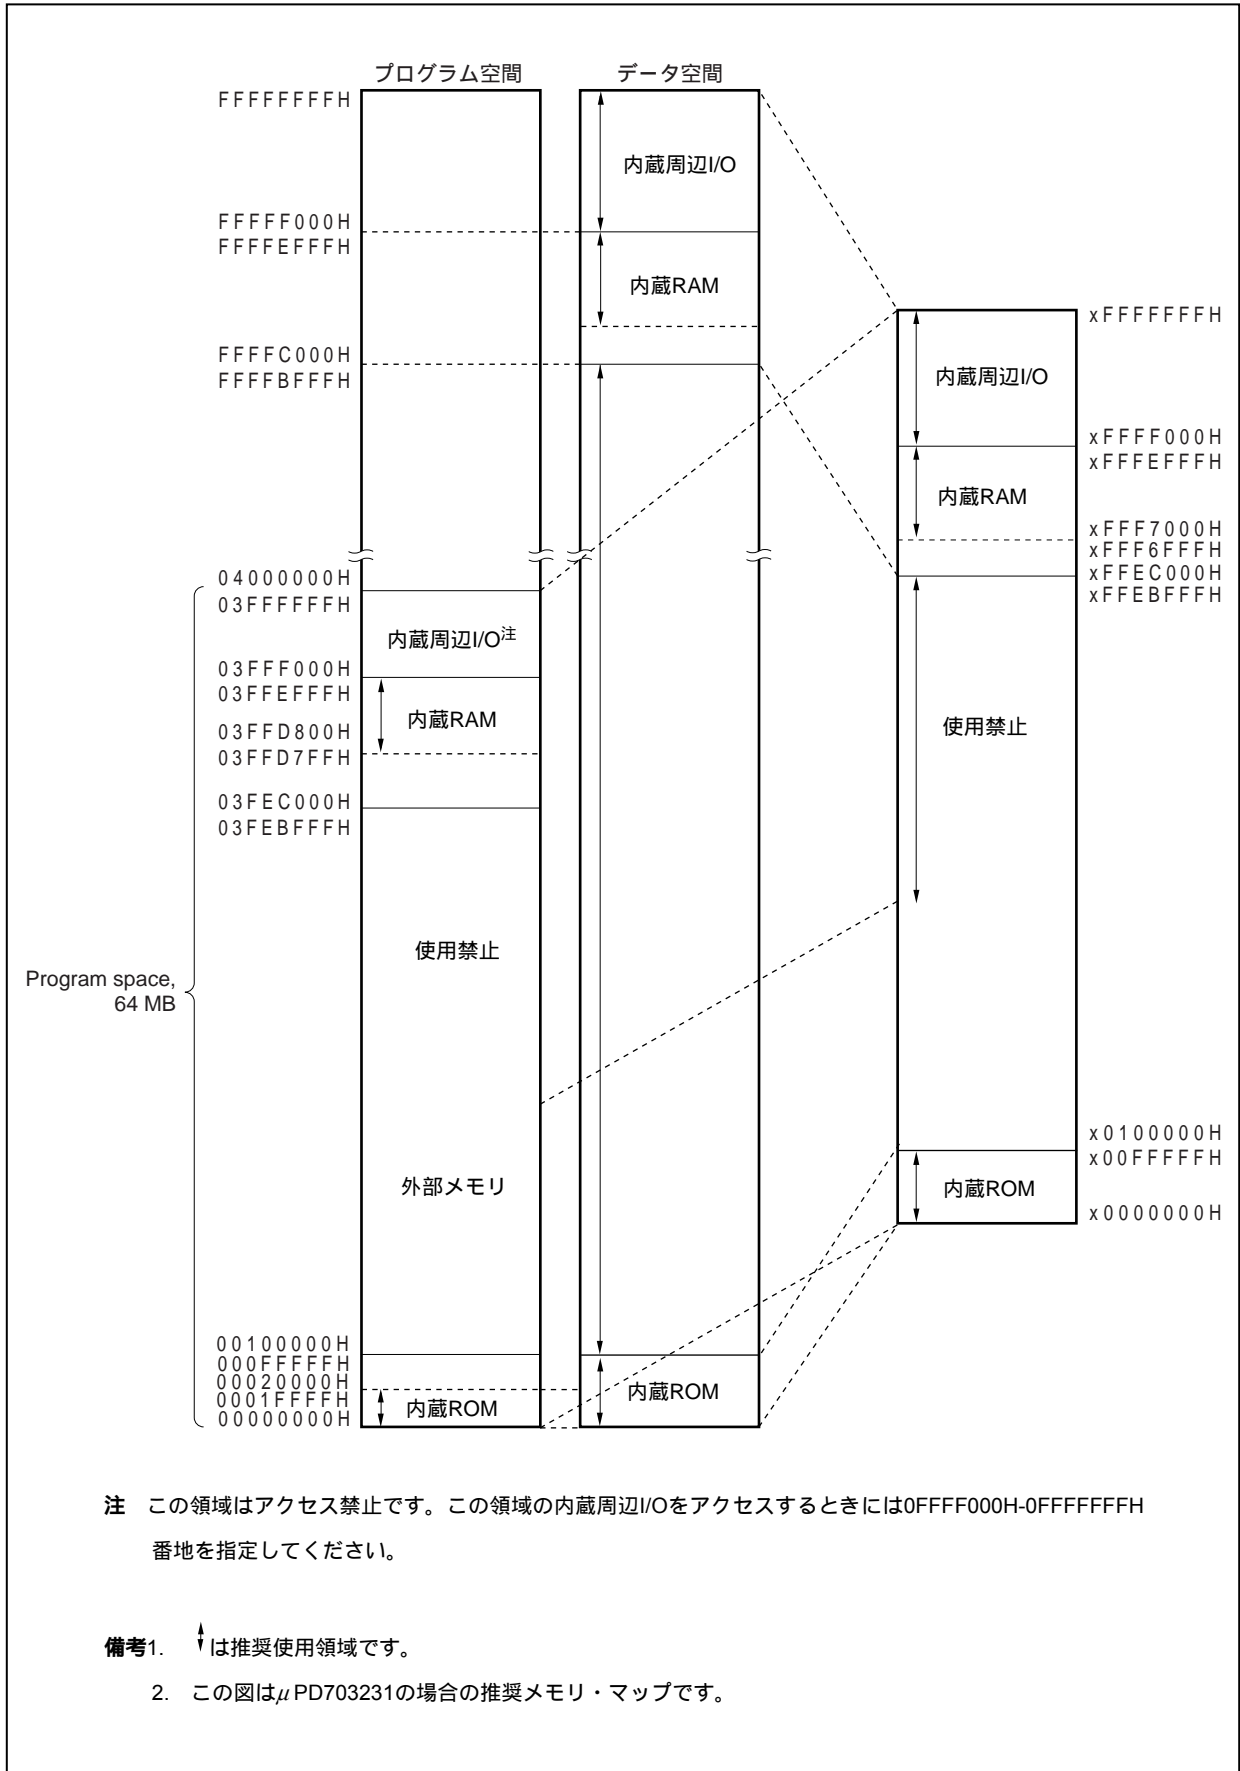 プログラム空間
データ空間
FFFFFFFFH
内蔵周辺I/O
FFFFF000H
FFFFEFFFH
内蔵RAM
FFFFC000H
FFFFBFFFH
04000000H
03FFFFFFH
内蔵周辺I/O注
03FFF000H
03FFEFFFH
内蔵RAM
03FFD800H
03FFD7FFH
03FEC000H
03FEBFFFH
使用禁止
Program space,
64 MB
外部メモリ
00100000H
000FFFFFH
00020000H
0001FFFFH
00000000H
内蔵ROM
内蔵ROM
xFFFFFFFH
内蔵周辺I/O
xFFFF000H
xFFFEFFFH
内蔵RAM
xFFF7000H
xFFF6FFFH
xFFEC000H
xFFEBFFFH
使用禁止
x0100000H
x00FFFFFH
内蔵ROM
x0000000H
注 この領域はアクセス禁止です。この領域の内蔵周辺I/Oをアクセスするときには0FFFF000H-0FFFFFFFH
番地を指定してください。
備考1. は推奨使用領域です。
2. この図はμPD703231の場合の推奨メモリ・マップです。